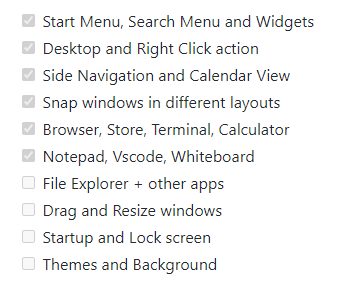 Start Menu, Search Menu and Widgets
Desktop and Right Click action
Side Navigation and Calendar View
Snap windows in different layouts
Browser, Store, Terminal, Calculator
Notepad, Vscode, Whiteboard
File Explorer + other apps
Drag and Resize windows
Startup and Lock screen
Themes and Background